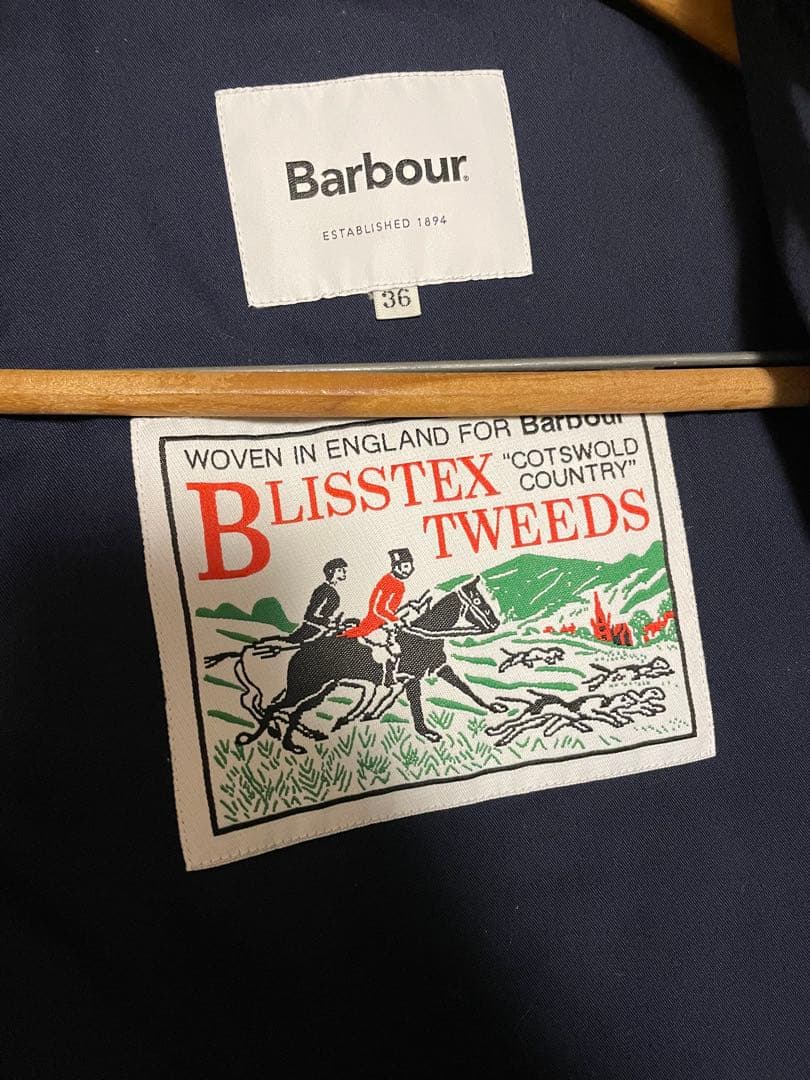 Barbour.
ESTABLISHED 1894
36
WOVEN IN ENGLAND FOR Barbour
BLISSTEX "COTSWOLD
COUNTRY"
TWEEDS